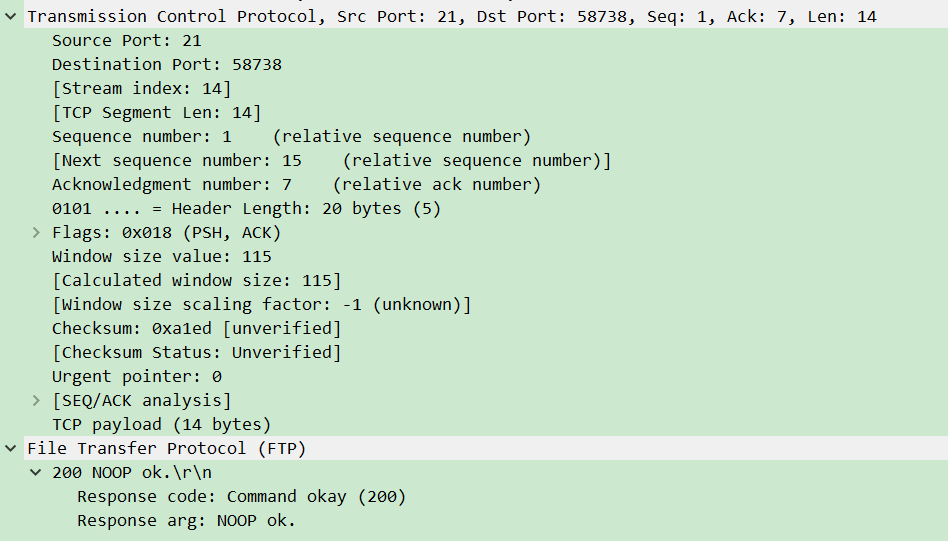 Transmission Control Protocol, Src Port: 21, Dst Port: 58738, Seq: 1, Ack: 7, Len: 14
Source Port: 21
Destination Port: 58738
[Stream index: 14]
[TCP Segment Len: 14]
Sequence number: 1    (relative sequence number)
[Next sequence number: 15    (relative sequence number)]
Acknowledgment number: 7    (relative ack number)
0101 .... = Header Length: 20 bytes (5)
Flags: 0x018 (PSH, ACK)
Window size value: 115
[Calculated window size: 115]
[Window size scaling factor: -1 (unknown)]
Checksum: 0xa1ed [unverified]
[Checksum Status: Unverified]
Urgent pointer: 0
[SEQ/ACK analysis]
TCP payload (14 bytes)
File Transfer Protocol (FTP)
200 NOOP ok.\r\n
Response code: Command okay (200)
Response arg: NOOP ok.